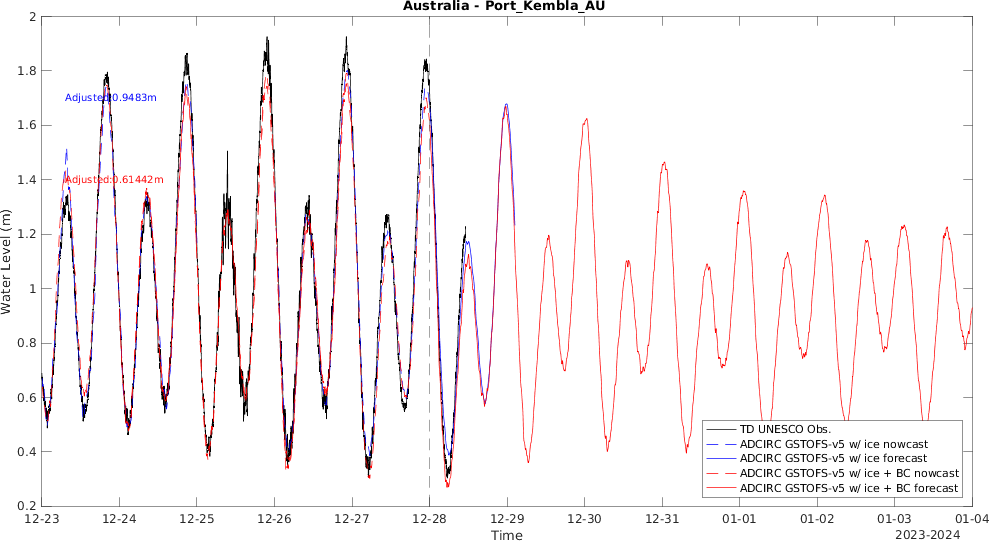 Australia - Port_Kembla_AU
Water Level (m)
2
1.8
1.6
1.4
1.2
1
0.8
0.6
0.4
0.2
Adjusted:0.9483m
Adjusted:0.61442m
TD UNESCO Obs.
ADCIRC GSTOFS-v5 w/ ice nowcast
ADCIRC GSTOFS-v5 w/ ice forecast
ADCIRC GSTOFS-v5 w/ ice + BC nowcast
ADCIRC GSTOFS-v5 w/ ice + BC forecast
12-23 12-24 12-25 12-26 12-27 12-28 12-29 12-30 12-31 01-01 01-02 01-03 01-04
Time
2023-2024